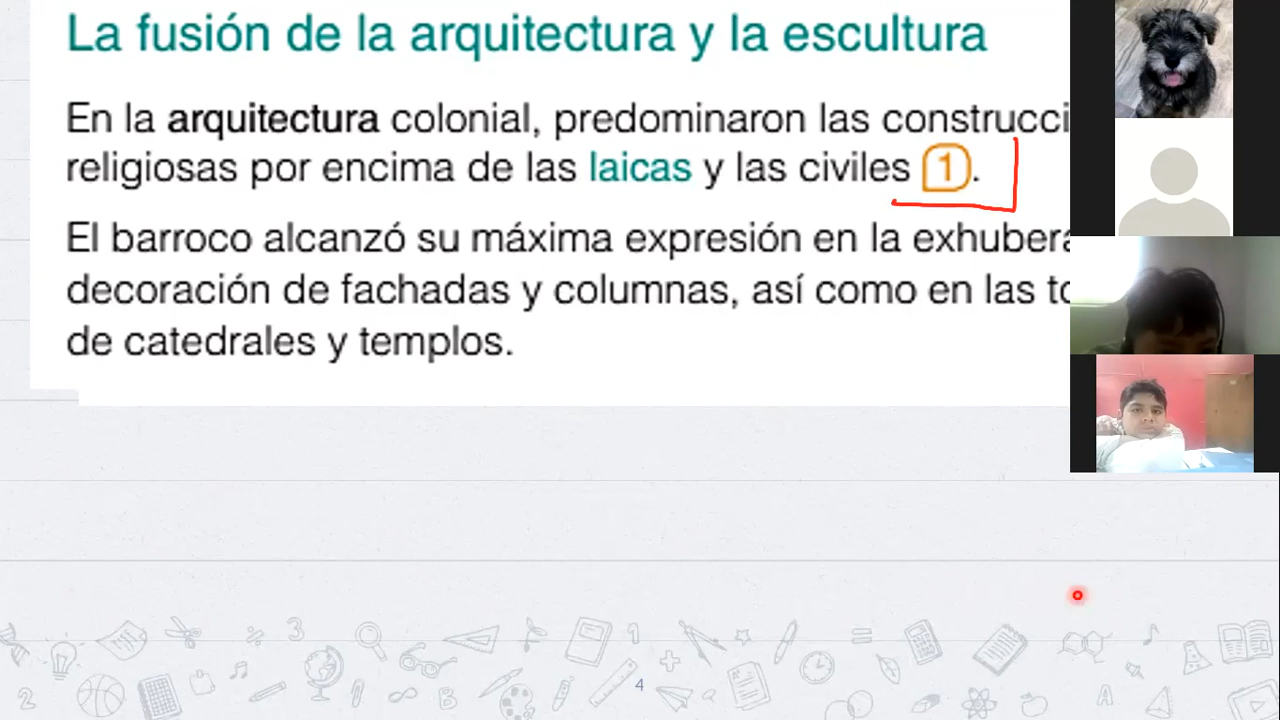 La fusión de la arquitectura y la escultura
En la arquitectura colonial, predominaron las
religiosas por encima de las laicas y las civiles 1.
El barroco alcanzó su máxima expresión en la
decoración de fachadas y columnas, así como en las
de catedrales y templos.
4